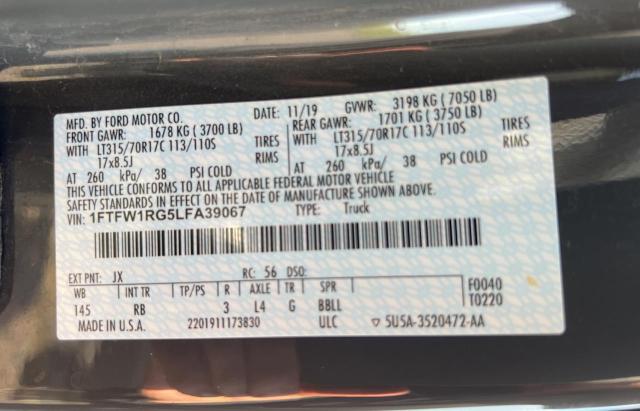 MFD. BY FORD MOTOR CO.
DATE: 11/19 GVWR: 3198 KG ( 7050 LB)
FRONT GAWR: 1678 KG ( 3700 LB) REAR GAWR: 1701 KG ( 3750 LB)
WITH LT315/70R17C 113/110S TIRES WITH LT315/70R17C 113/110S TIRES
17x8.5J RIMS 17x8.5J RIMS
AT 260 kPa/ 38 AT 260 kPa/ 38
THIS VEHICLE CONFORMS TO ALL APPLICABLE FEDERAL MOTOR VEHICLE
SAFETY STANDARDS IN EFFECT ON THE DATE OF MANUFACTURE SHOWN ABOVE.
VIN: 1FTFW1RG5LFA39067 TYPE: Truck
EXT PNT: JX RC: 56 DSO:
WB INT TR TP/PS R AXLE TR SPR F0040
145 RB 3 L4 G BBLL T0220
MADE IN U.S.A. 2201911173830 ULC 5U5A-3520472-AA